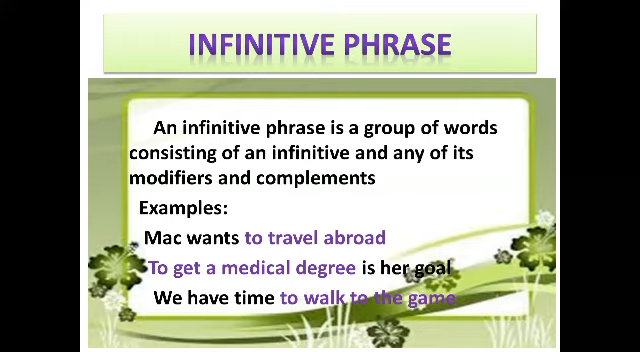 INFINITIVE PHRASE
An infinitive phrase is a group of words
consisting of an infinitive and any of its
modifiers and complements
Examples:
Mac wants to travel abroad
To get a medical degree is her goal
We have time to walk to the game